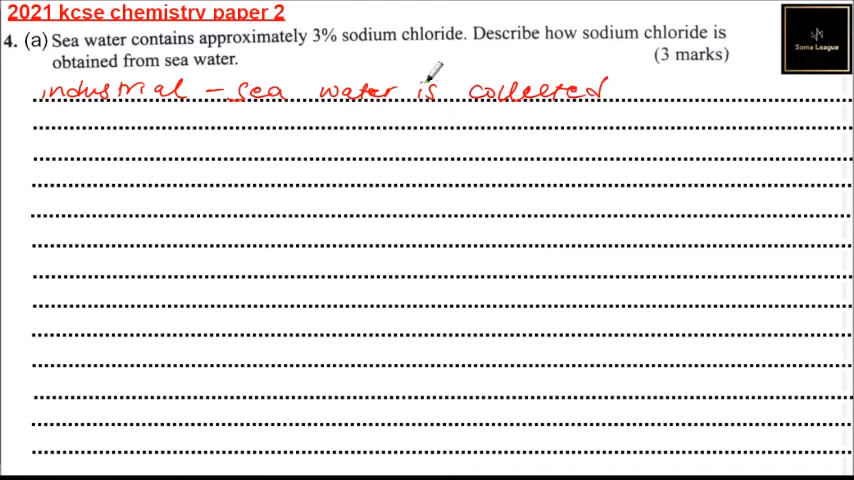 2021 kcse chemistry paper 2
4. (a) Sea water contains approximately 3% sodium chloride. Describe how sodium chloride is
obtained from sea water. (3 marks)
Soma League
industrial - sea water is collected